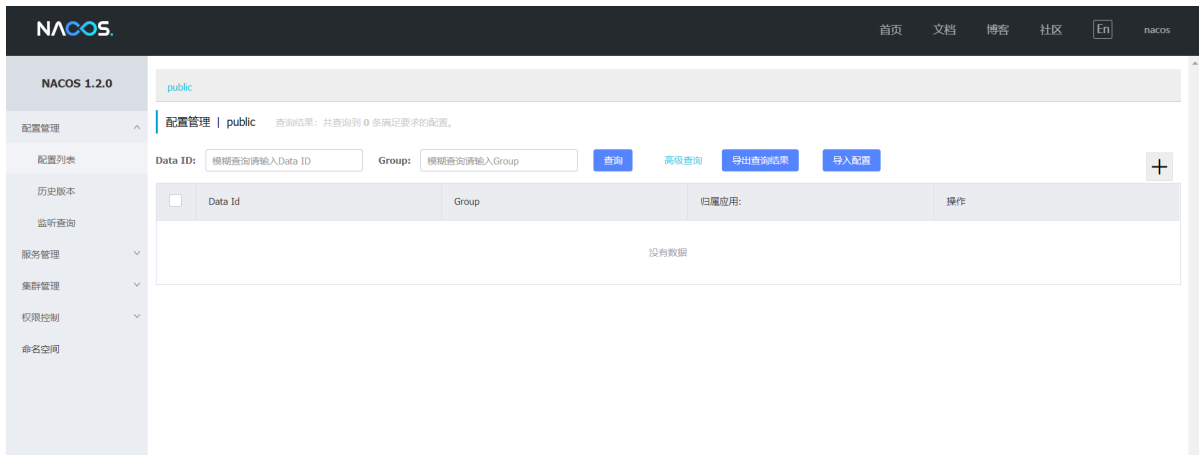 NACOS.
首页 文档 博客 社区 En nacos
NACOS 1.2.0
public
配置管理
配置管理 | public 查询结果：共查询到 0 条满足要求的配置。
配置列表
Data ID: 模糊查询请输入Data ID Group: 模糊查询请输入Group 查询 高级查询 导出查询结果 导入配置
历史版本
Data Id Group 归属应用: 操作
监听查询
服务管理
没有数据
集群管理
权限控制
命名空间